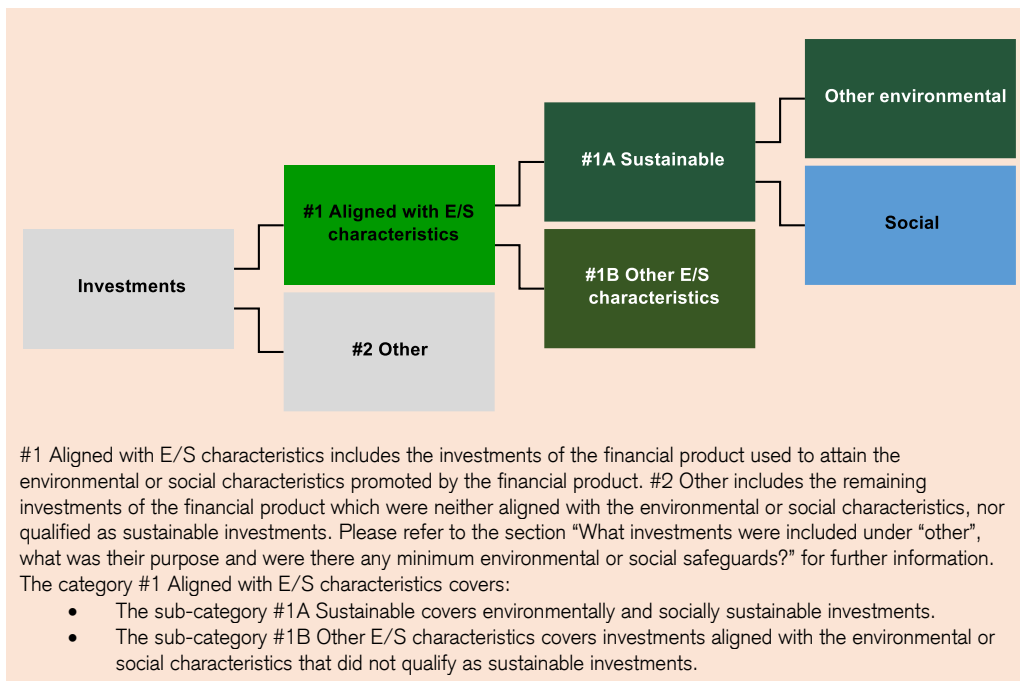 Other environmental
#1A Sustainable
#1 Aligned with E/S
characteristics
Social
Investments
#1B Other E/S
characteristics
#2 Other
#1 Aligned with E/S characteristics includes the investments of the financial product used to attain the
environmental or social characteristics promoted by the financial product. #2 Other includes the remaining
investments of the financial product which were neither aligned with the environmental or social characteristics, nor
qualified as sustainable investments. Please refer to the section “What investments were included under “other”,
what was their purpose and were there any minimum environmental or social safeguards?” for further information.
The category #1 Aligned with E/S characteristics covers:
• The sub-category #1A Sustainable covers environmentally and socially sustainable investments.
• The sub-category #1B Other E/S characteristics covers investments aligned with the environmental or
social characteristics that did not qualify as sustainable investments.